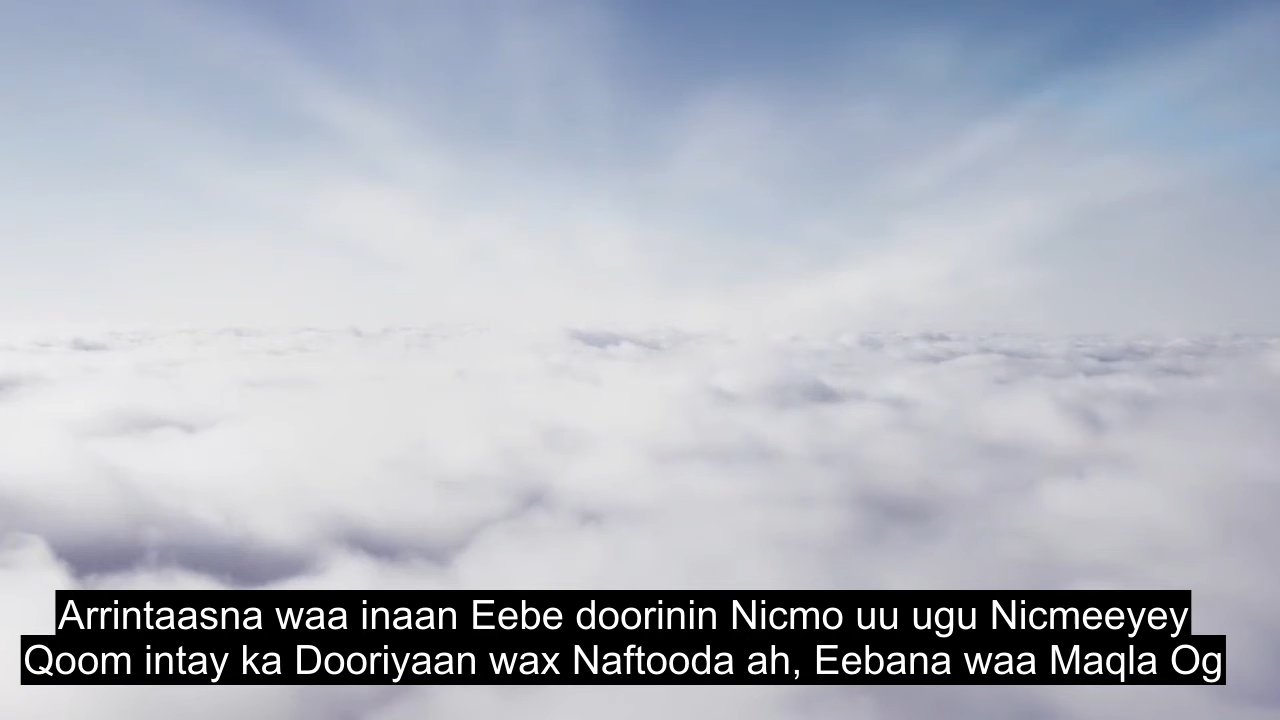 Arrintaasna waa inaan Eebe doorinin Nicmo uu ugu Nicmeeyey
Qoom intay ka Dooriyaan wax Naftooda ah, Eebana waa Maqla Og